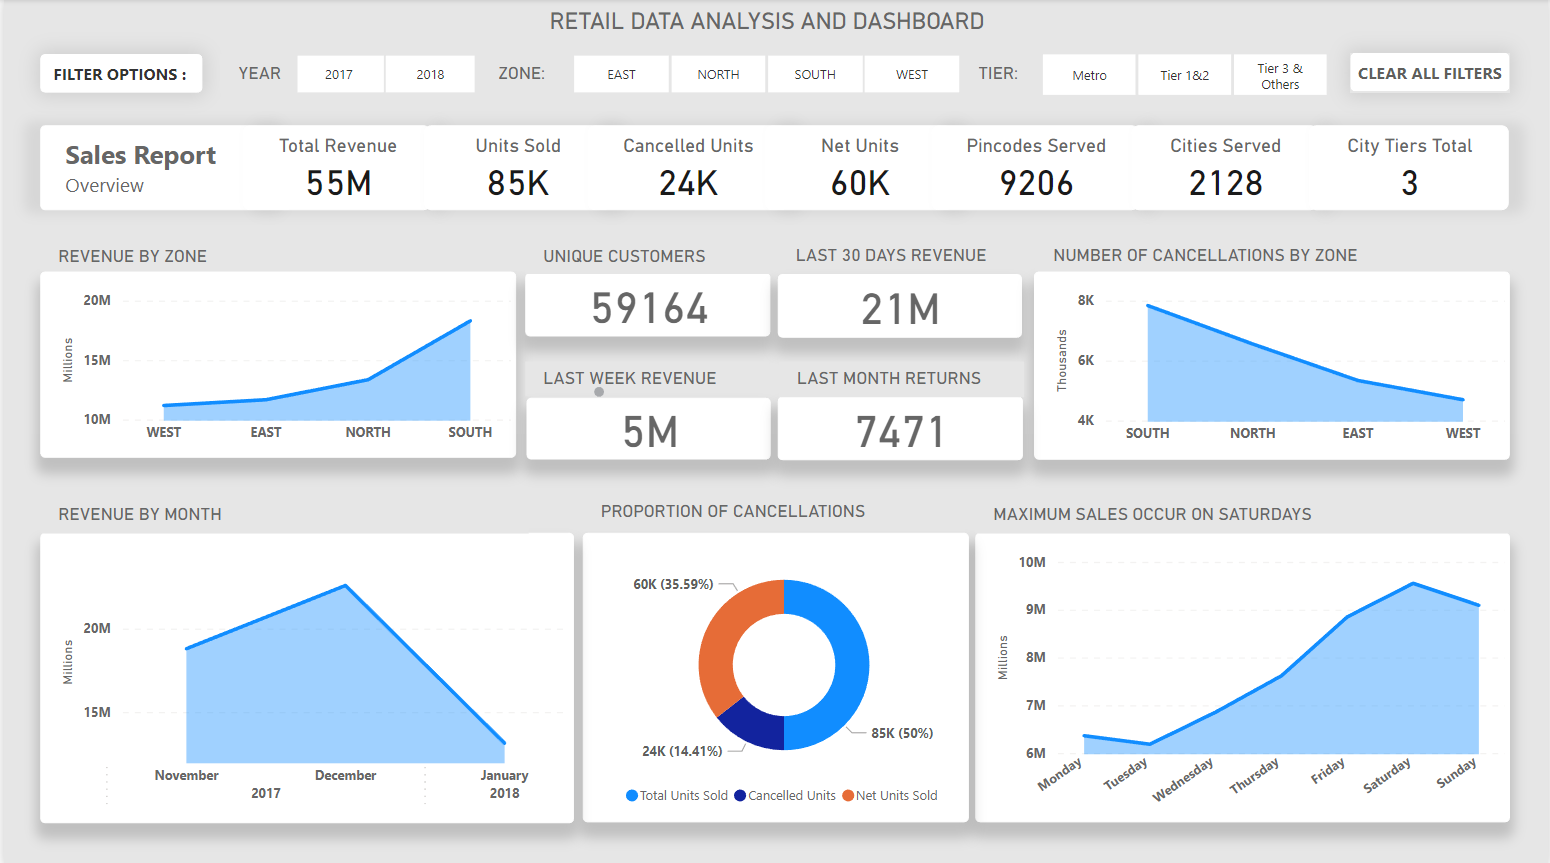 RETAIL DATA ANALYSIS AND DASHBOARD
FILTER OPTIONS :
YEAR
2017
2018
ZONE:
EAST
NORTH
SOUTH
WEST
TIER:
Metro
Tier 1&2
Tier 3 &
Others
CLEAR ALL FILTERS
Sales Report
Overview
Total Revenue
55M
Units Sold
85K
Cancelled Units
24K
Net Units
60K
Pincodes Served
9206
Cities Served
2128
City Tiers Total
3
REVENUE BY ZONE
Millions
20M
15M
10M
WEST
EAST
NORTH
SOUTH
UNIQUE CUSTOMERS
59164
LAST 30 DAYS REVENUE
21M
LAST WEEK REVENUE
5M
LAST MONTH RETURNS
7471
NUMBER OF CANCELLATIONS BY ZONE
Thousands
8K
6K
4K
SOUTH
NORTH
EAST
WEST
REVENUE BY MONTH
Millions
20M
15M
November
December
January
2017
2018
PROPORTION OF CANCELLATIONS
60K (35.59%)
24K (14.41%)
85K (50%)
Total Units Sold
Cancelled Units
Net Units Sold
MAXIMUM SALES OCCUR ON SATURDAYS
Millions
10M
9M
8M
7M
6M
Monday
Tuesday
Wednesday
Thursday
Friday
Saturday
Sunday